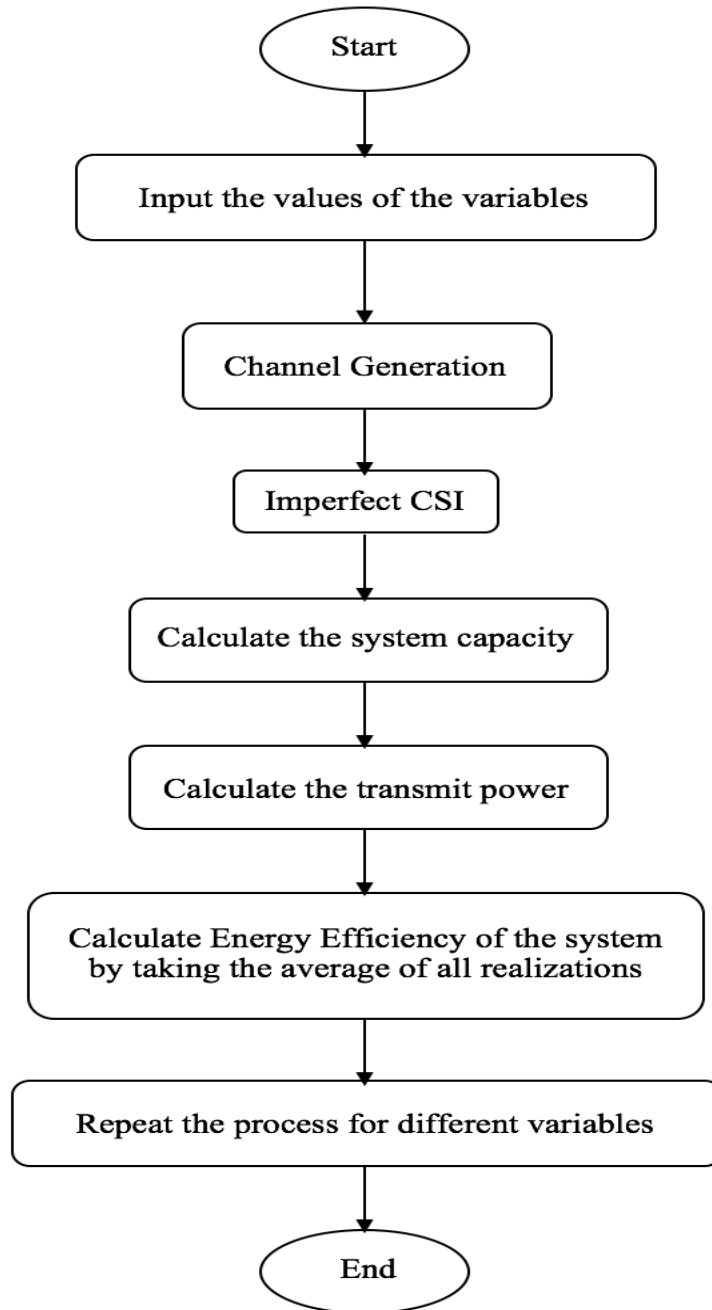 Start
Input the values of the variables
Channel Generation
Imperfect CSI
Calculate the system capacity
Calculate the transmit power
Calculate Energy Efficiency of the system
by taking the average of all realizations
Repeat the process for different variables
End